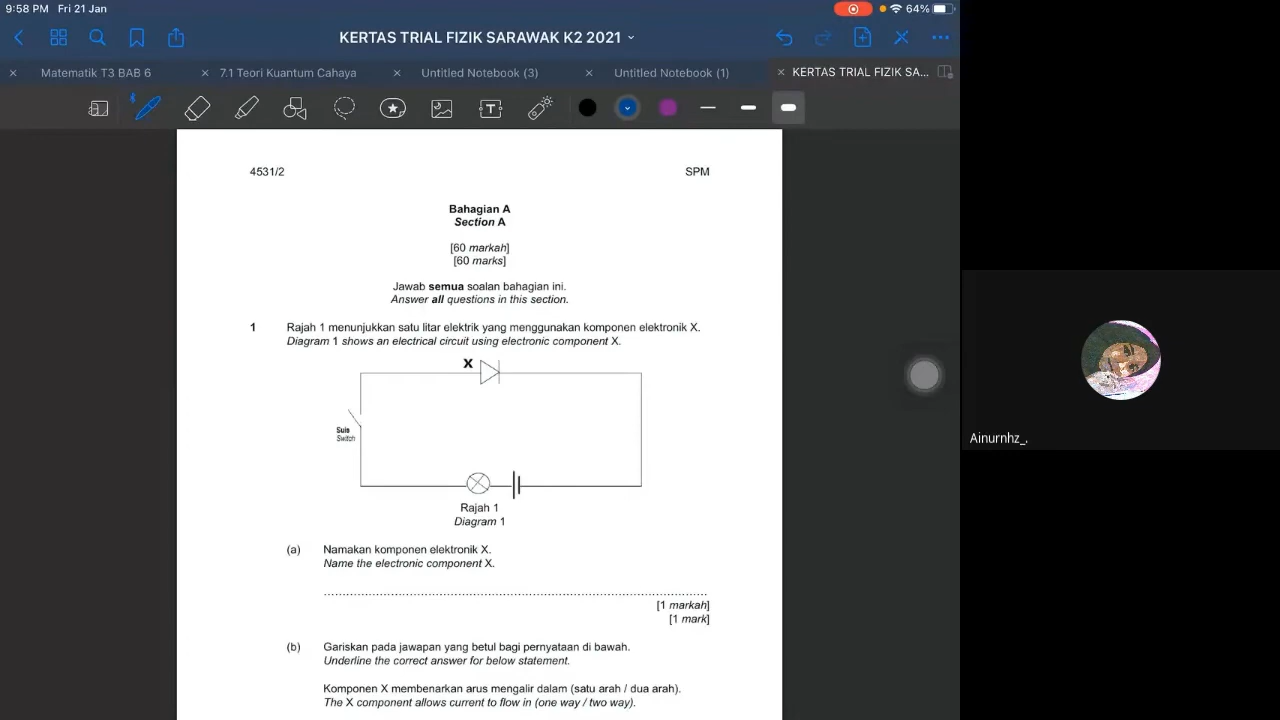 9:58 PM Fri 21 Jan
64%
KERTAS TRIAL FIZIK SARAWAK K2 2021
Matematik T3 BAB 6
7.1 Teori Kuantum Cahaya
Untitled Notebook (3)
Untitled Notebook (1)
KERTAS TRIAL FIZIK SA...
T
4531/2
SPM
Bahagian A
Section A
[60 markah]
[60 marks]
Jawab semua soalan bahagian ini.
Answer all questions in this section.
1 Rajah 1 menunjukkan satu litar elektrik yang menggunakan komponen elektronik X.
Diagram 1 shows an electrical circuit using electronic component X.
X
Suis
Switch
Rajah 1
Diagram 1
(a) Namakan komponen elektronik X.
Name the electronic component X.
[1 markah]
[1 mark]
(b) Gariskan pada jawapan yang betul bagi pernyataan di bawah.
Underline the correct answer for below statement.
Komponen X membenarkan arus mengalir dalam (satu arah / dua arah).
The X component allows current to flow in (one way / two way).
Ainurnhz_.